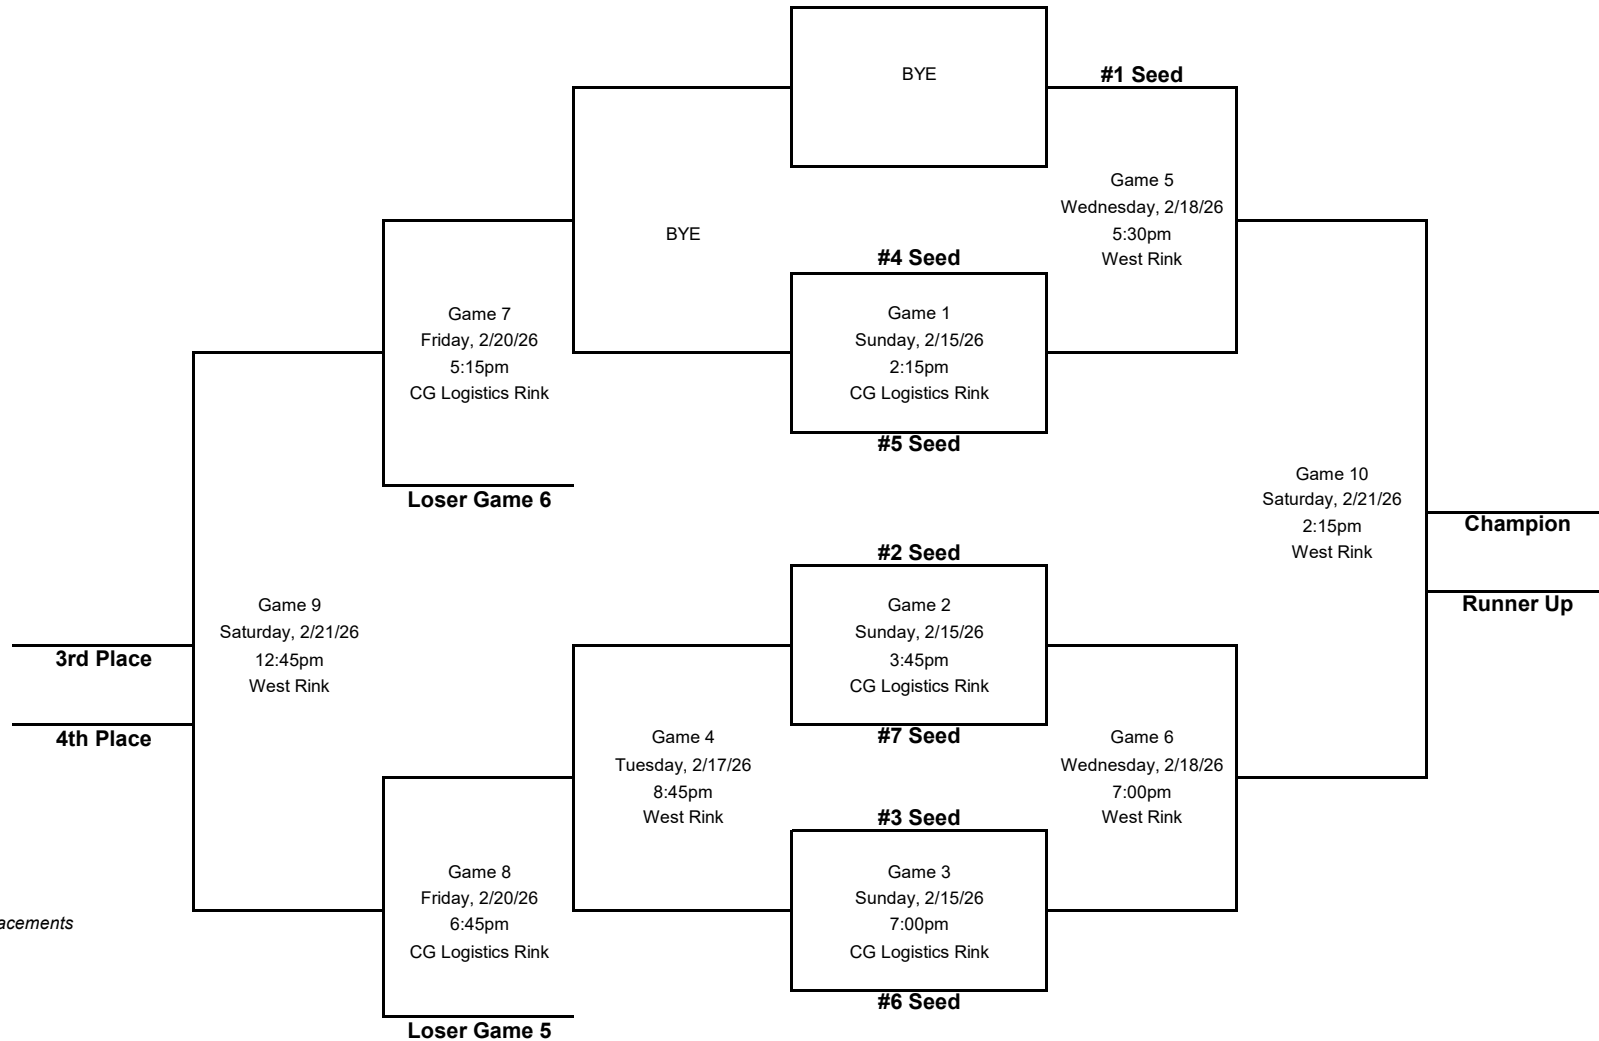 BYE
#1 Seed
Game 5
Wednesday, 2/18/26
5:30pm
West Rink
BYE
#4 Seed
Game 1
Sunday, 2/15/26
2:15pm
CG Logistics Rink
#5 Seed
Game 7
Friday, 2/20/26
5:15pm
CG Logistics Rink
Loser Game 6
Game 10
Saturday, 2/21/26
2:15pm
West Rink
Champion
Runner Up
#2 Seed
Game 2
Sunday, 2/15/26
3:45pm
CG Logistics Rink
#7 Seed
Game 9
Saturday, 2/21/26
12:45pm
West Rink
3rd Place
4th Place
Game 4
Tuesday, 2/17/26
8:45pm
West Rink
Game 6
Wednesday, 2/18/26
7:00pm
West Rink
#3 Seed
Game 3
Sunday, 2/15/26
7:00pm
CG Logistics Rink
#6 Seed
Game 8
Friday, 2/20/26
6:45pm
CG Logistics Rink
Loser Game 5